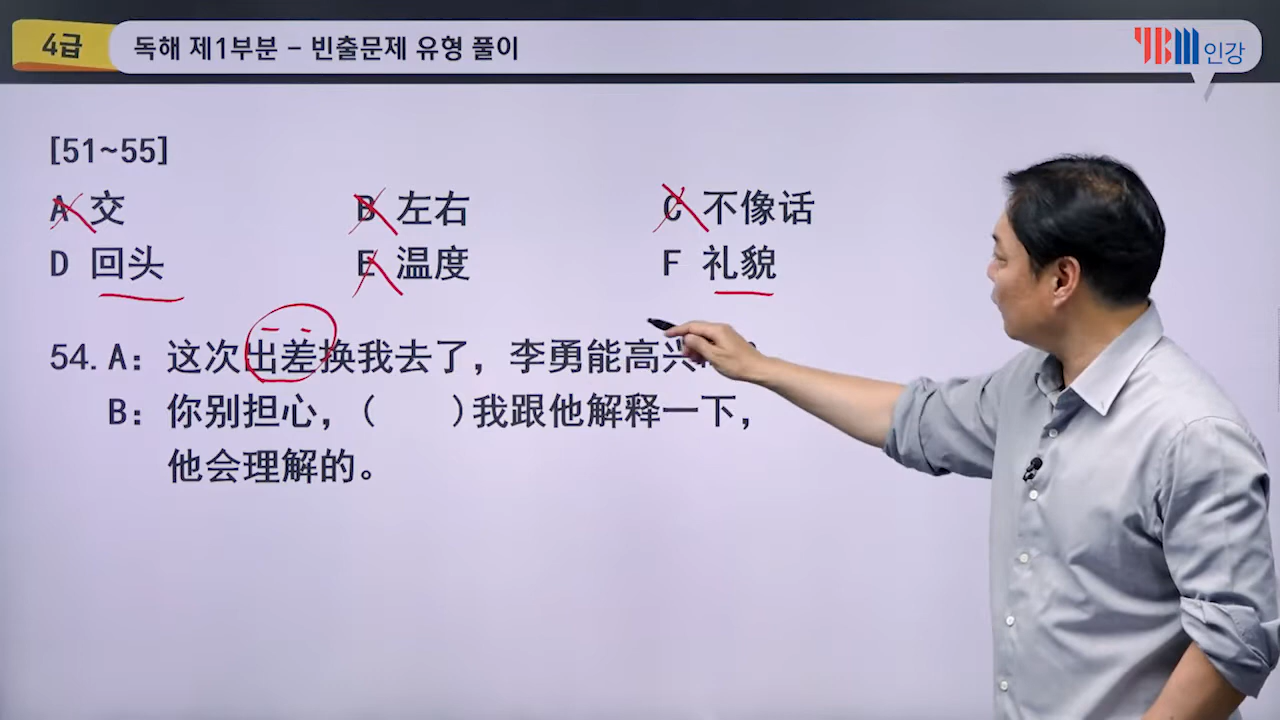 4급 독해 제1부분 – 빈출문제 유형 풀이 YBM 인강
[51~55]
A 交 B 左右 C 不像话
D 回头 E 温度 F 礼貌
54. A: 这次出差换我去了，李勇能高兴
B: 你别担心，( )我跟他解释一下，
他会理解的。